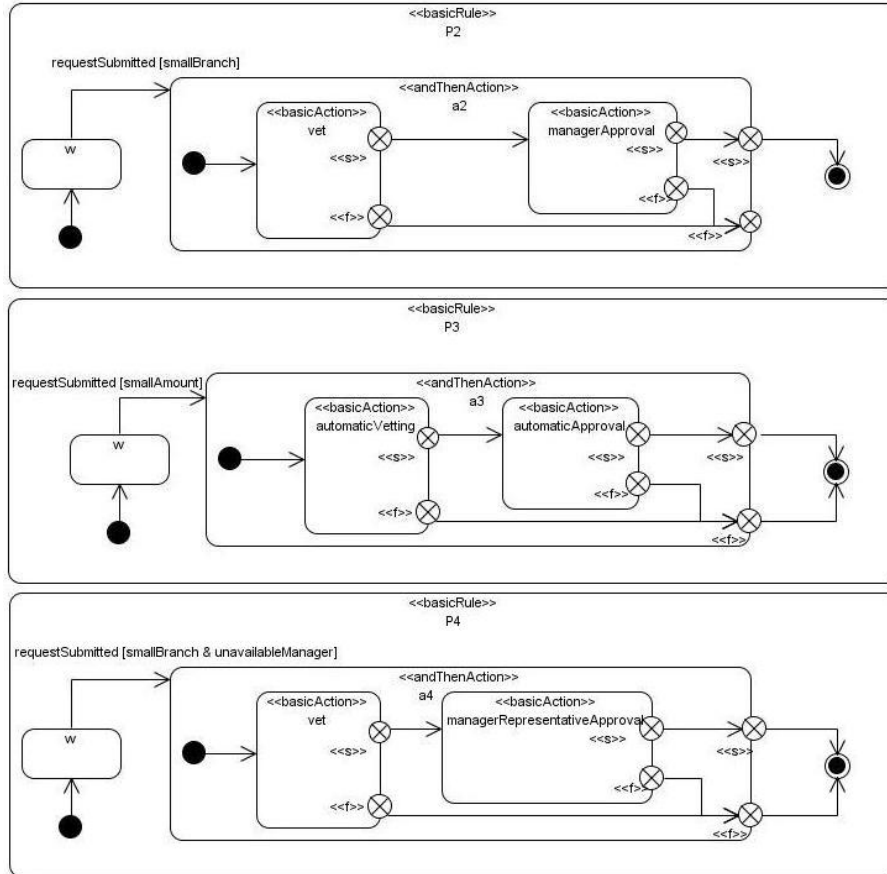 <<basicRule>>
P2
requestSubmitted [smallBranch]
<<andThenAction>>
a2
<<basicAction>>
vet
<<basicAction>>
managerApproval
w
<<s>>
<<s>>
<<s>>
<<f>>
<<f>>
<<f>>
<<basicRule>>
P3
requestSubmitted [smallAmount]
<<andThenAction>>
a3
<<basicAction>>
automaticVetting
<<basicAction>>
automaticApproval
w
<<s>>
<<s>>
<<s>>
<<f>>
<<f>>
<<f>>
<<basicRule>>
P4
requestSubmitted [smallBranch & unavailableManager]
<<andThenAction>>
a4
<<basicAction>>
vet
<<basicAction>>
managerRepresentativeApproval
w
<<s>>
<<s>>
<<s>>
<<f>>
<<f>>
<<f>>